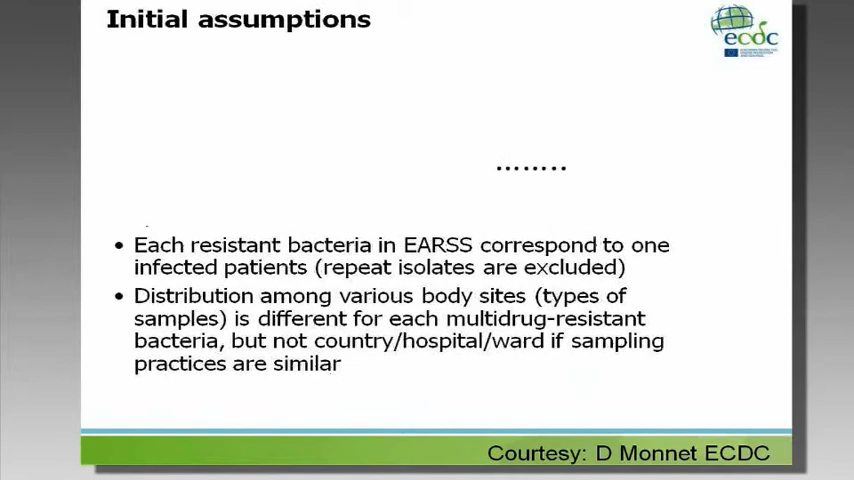 Initial assumptions
ecdc
........
• Each resistant bacteria in EARSS correspond to one
infected patients (repeat isolates are excluded)
• Distribution among various body sites (types of
samples) is different for each multidrug-resistant
bacteria, but not country/hospital/ward if sampling
practices are similar
Courtesy: D Monnet ECDC